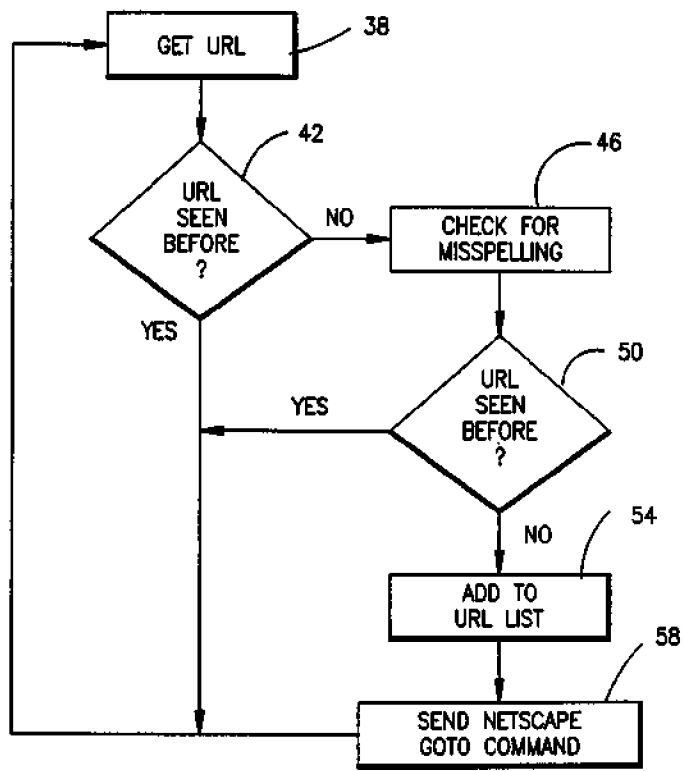 GET URL
38
42
URL
SEEN
BEFORE
?
NO
46
CHECK FOR
MISSPELLING
YES
50
URL
SEEN
BEFORE
?
YES
NO
54
ADD TO
URL LIST
58
SEND NETSCAPE
GOTO COMMAND